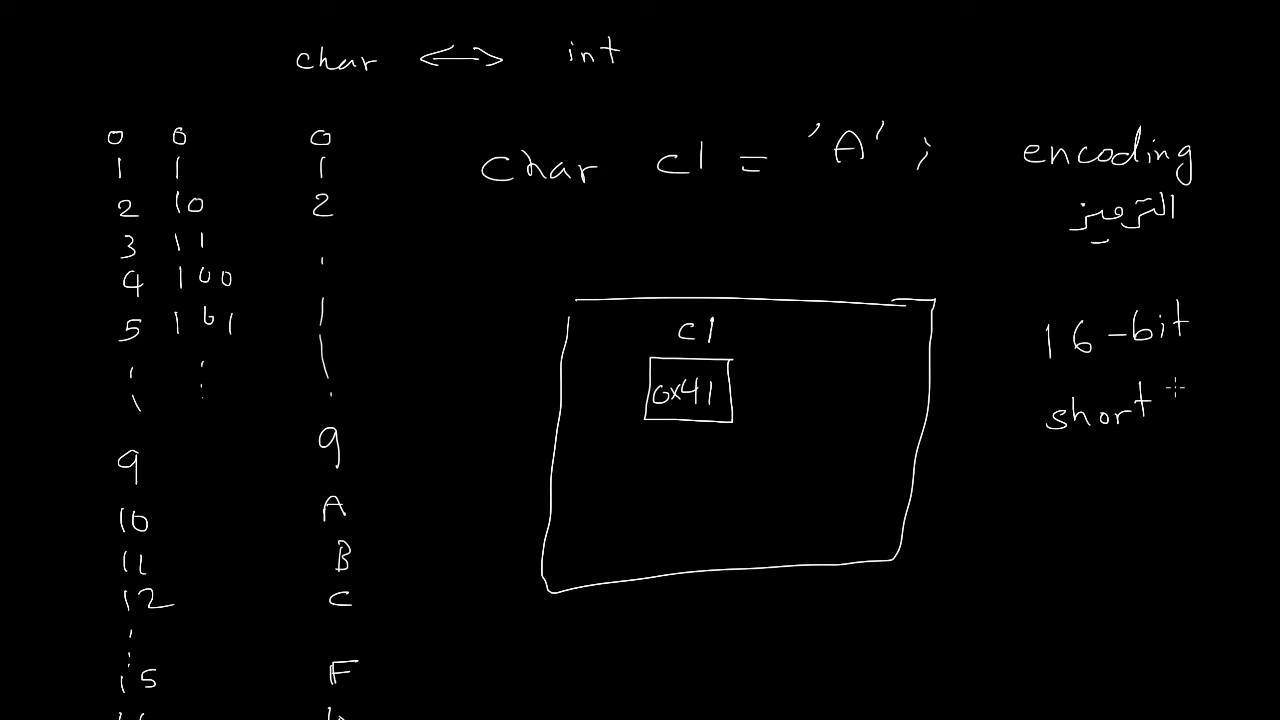 char <-> int
0 0 0
1 1 1
2 10 2
3 11
4 100
5 101
9 9
10 A
11 B
12 C
15 F
char c1 = 'A' ;
c1
0x41
encoding
الترميز
16-bit
short